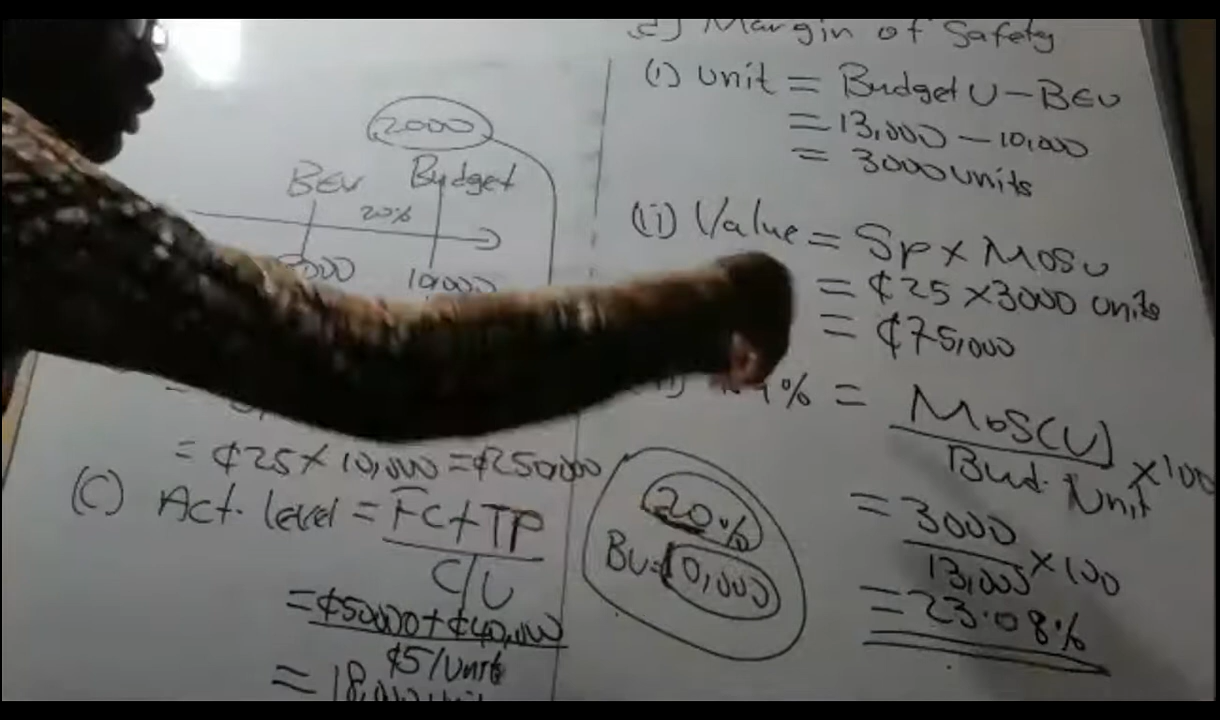 2000
BEU Budget
20%
10,000
= ₵25 × 10,000 = ₵250,000
(C) Act. level = FC + TP
C/U
= ₵50000 + ₵40,000
₵5/Unit
= 18,000
d) Margin of Safety
(i) Unit = Budget U - BEU
= 13,000 - 10,000
= 3000 units
(ii) Value = SP × MOSU
= ₵25 × 3000 units
= ₵75,000
% = MOS(U)
Bud. Unit × 100
= 3000
13,000 × 100
= 23.08%
20%
BU = 10,000